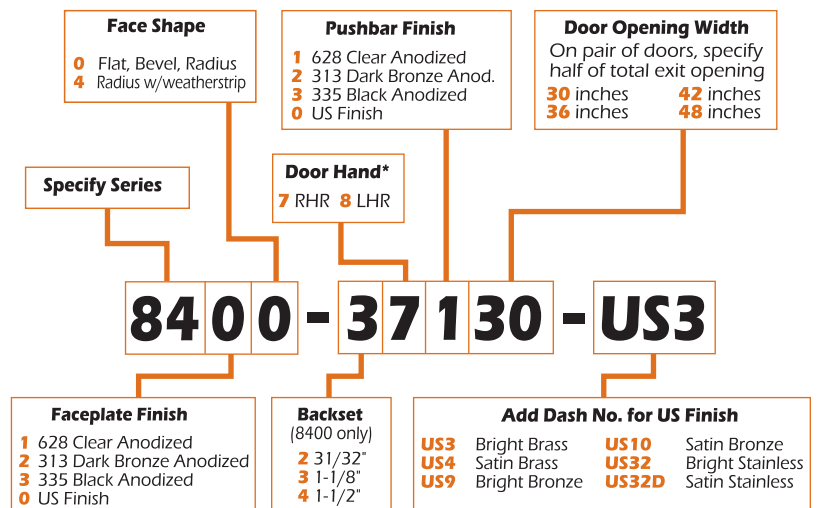 Face Shape
0 Flat, Bevel, Radius
4 Radius w/weatherstrip
Pushbar Finish
1 628 Clear Anodized
2 313 Dark Bronze Anod.
3 335 Black Anodized
0 US Finish
Door Opening Width
On pair of doors, specify
half of total exit opening
30 inches 42 inches
36 inches 48 inches
Specify Series
Door Hand*
7 RHR 8 LHR
8400-37130-US3
Faceplate Finish
1 628 Clear Anodized
2 313 Dark Bronze Anodized
3 335 Black Anodized
0 US Finish
Backset
(8400 only)
2 31/32"
3 1-1/8"
4 1-1/2"
Add Dash No. for US Finish
US3 Bright Brass US10 Satin Bronze
US4 Satin Brass US32 Bright Stainless
US9 Bright Bronze US32D Satin Stainless